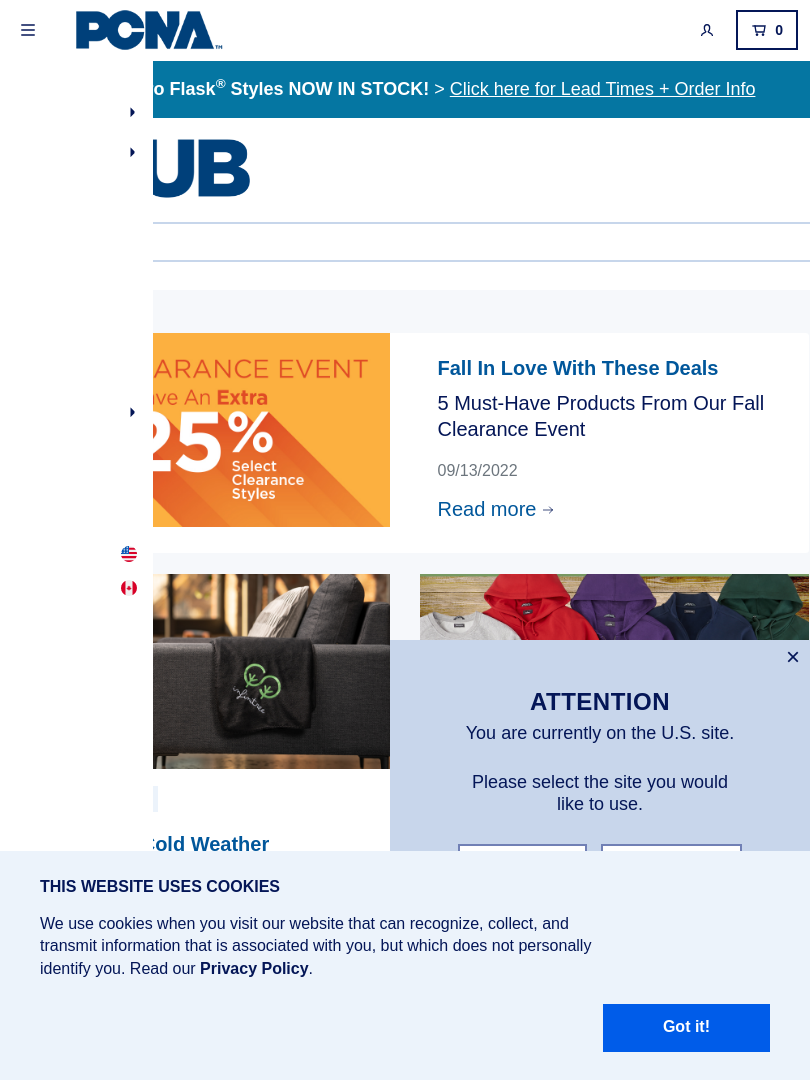 PCNA™
0
o Flask® Styles NOW IN STOCK! > Click here for Lead Times + Order Info
UB
ARANCE EVENT
ve An Extra
25%
Select
Clearance
Styles
Fall In Love With These Deals
5 Must-Have Products From Our Fall
Clearance Event
09/13/2022
Read more →
infinitree
ATTENTION
You are currently on the U.S. site.
Please select the site you would
like to use.
Cold Weather
THIS WEBSITE USES COOKIES
We use cookies when you visit our website that can recognize, collect, and
transmit information that is associated with you, but which does not personally
identify you. Read our Privacy Policy.
Got it!